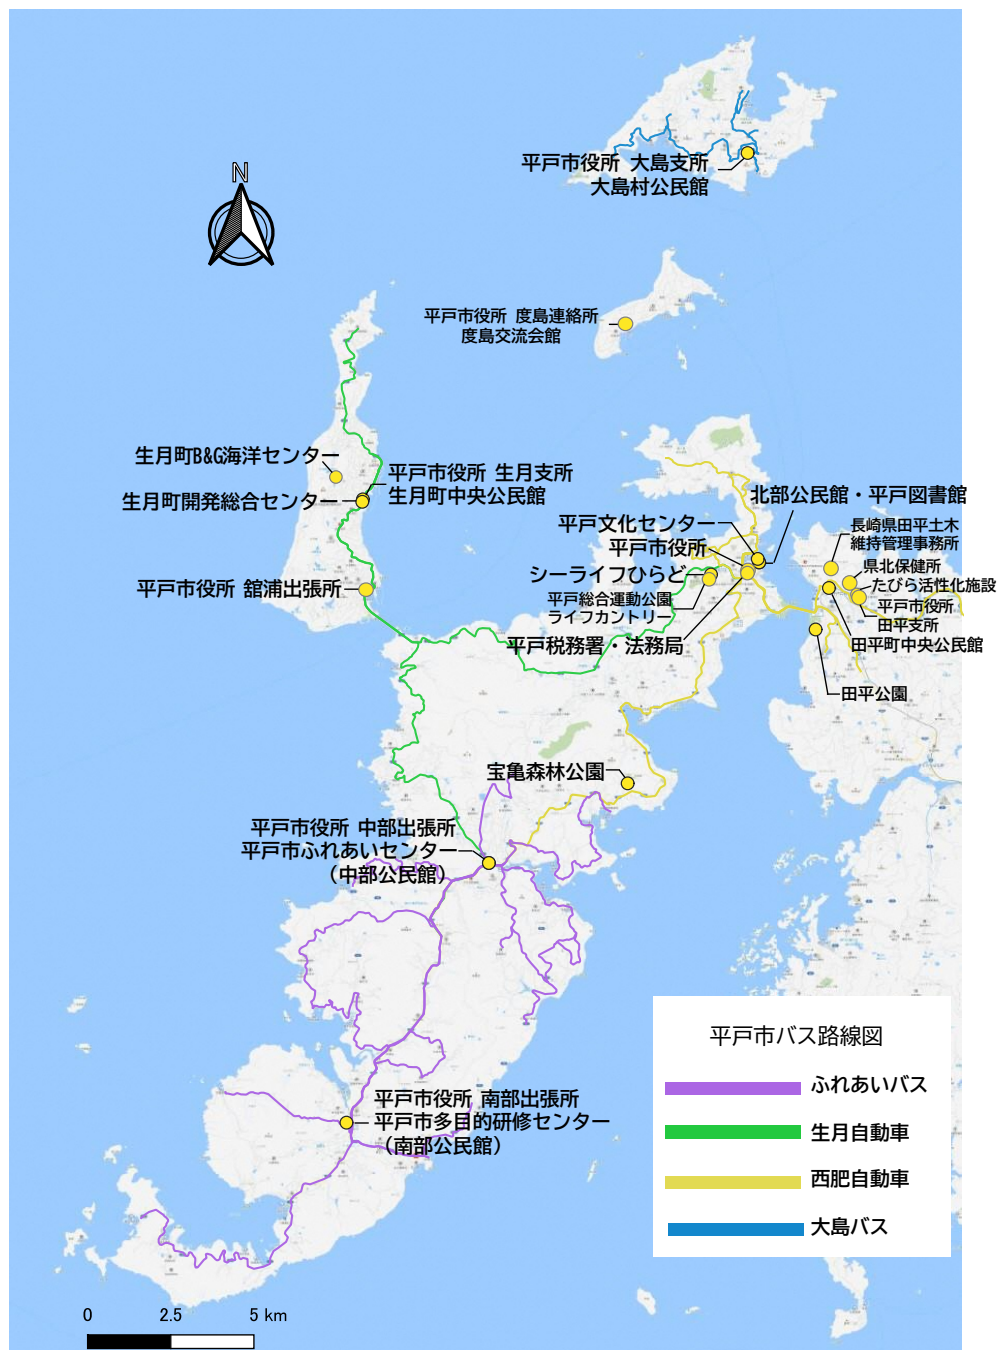 平戸市役所 大島支所
大島村公民館
N
平戸市役所 度島連絡所
度島交流会館
生月町B&G海洋センター
平戸市役所 生月支所
生月町中央公民館
生月町開発総合センター
平戸市役所 舘浦出張所
北部公民館・平戸図書館
平戸文化センター
平戸市役所
シーライフひらど
平戸総合運動公園
ライフカントリー
平戸税務署・法務局
長崎県田平土木
維持管理事務所
県北保健所
たびら活性化施設
平戸市役所
田平支所
田平町中央公民館
田平公園
宝亀森林公園
平戸市役所 中部出張所
平戸市ふれあいセンター
（中部公民館）
平戸市役所 南部出張所
平戸市多目的研修センター
（南部公民館）
平戸市バス路線図
ふれあいバス
生月自動車
西肥自動車
大島バス
0 2.5 5 km